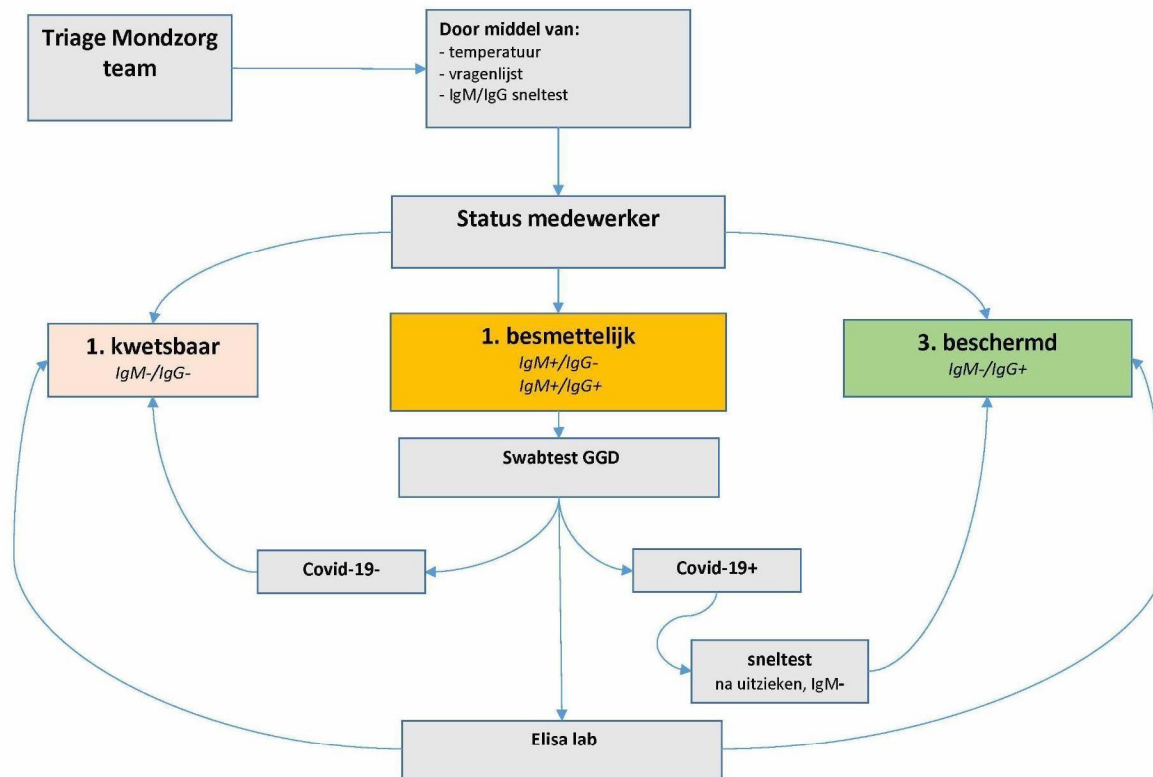 Triage Mondzorg
team
Door middel van:
- temperatuur
- vragenlijst
- IgM/IgG sneltest
Status medewerker
1. kwetsbaar
IgM-/IgG-
1. besmettelijk
IgM+/IgG-
IgM+/IgG+
3. beschermd
IgM-/IgG+
Swabtest GGD
Covid-19-
Covid-19+
sneltest
na uitzieken, IgM-
Elisa lab